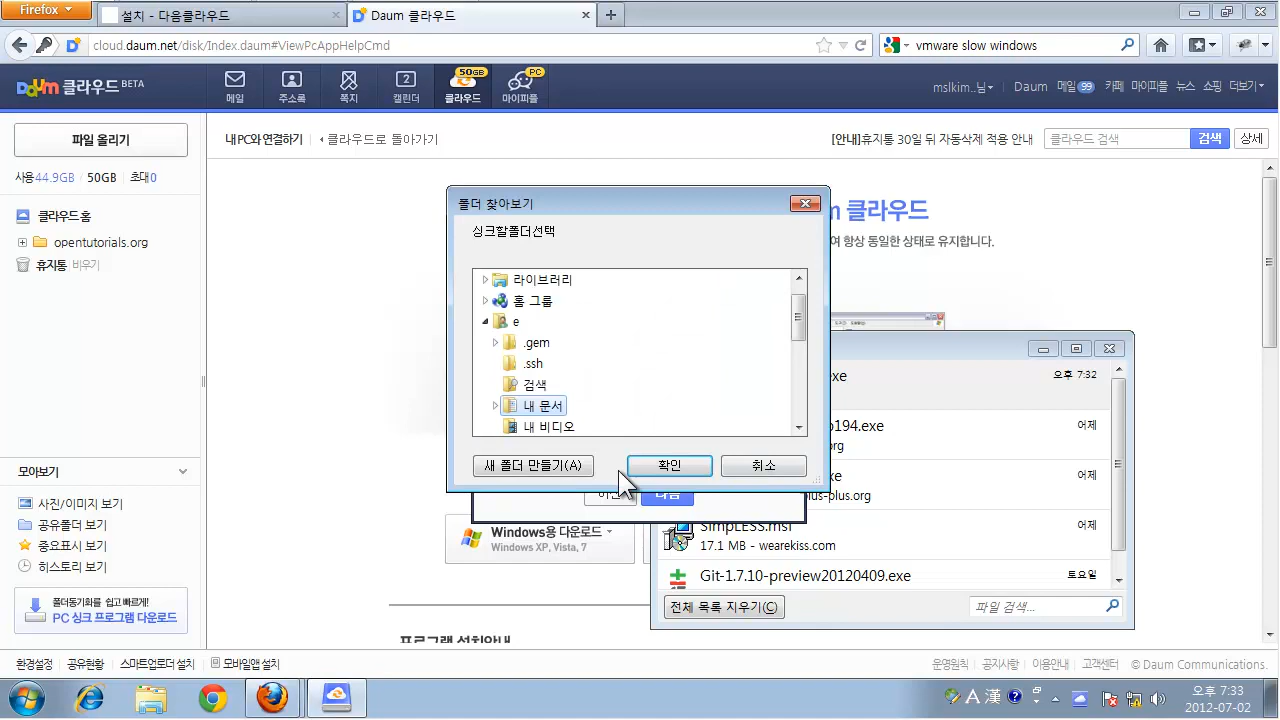 Firefox
설치 - 다음클라우드
Daum 클라우드
cloud.daum.net/disk/Index.daum#ViewPcAppHelpCmd
vmware slow windows
Daum 클라우드 BETA
메일
주소록
쪽지
2
캘린더
50GB
클라우드
PC
마이피플
mslkim..님
Daum
메일 99
카페
마이피플
뉴스
쇼핑
더보기
파일 올리기
내 PC와 연결하기
클라우드로 돌아가기
[안내]휴지통 30일 뒤 자동삭제 적용 안내
클라우드 검색
검색
상세
사용44.9GB / 50GB 초대0
클라우드 홈
opentutorials.org
휴지통 비우기
m 클라우드
여 항상 동일한 상태로 유지합니다.
폴더 찾아보기
싱크할폴더선택
라이브러리
홈 그룹
e
.gem
.ssh
검색
내 문서
내 비디오
새 폴더 만들기(A)
확인
취소
다음
xe
오후 7:32
p194.exe
어제
org
xe
어제
lus-plus.org
SimpLESS.msi
어제
17.1 MB - wearekiss.com
Git-1.7.10-preview20120409.exe
토요일
전체 목록 지우기(C)
파일 검색...
Windows용 다운로드
Windows XP, Vista, 7
프로그램 설치안내
모아보기
사진/이미지 보기
공유폴더 보기
중요표시 보기
히스토리 보기
폴더동기화를 쉽고 빠르게!
PC 싱크 프로그램 다운로드
환경설정
공유현황
스마트업로더 설치
모바일앱 설치
운영원칙
공지사항
이용안내
고객센터
© Daum Communications.
A 漢
오후 7:33
2012-07-02